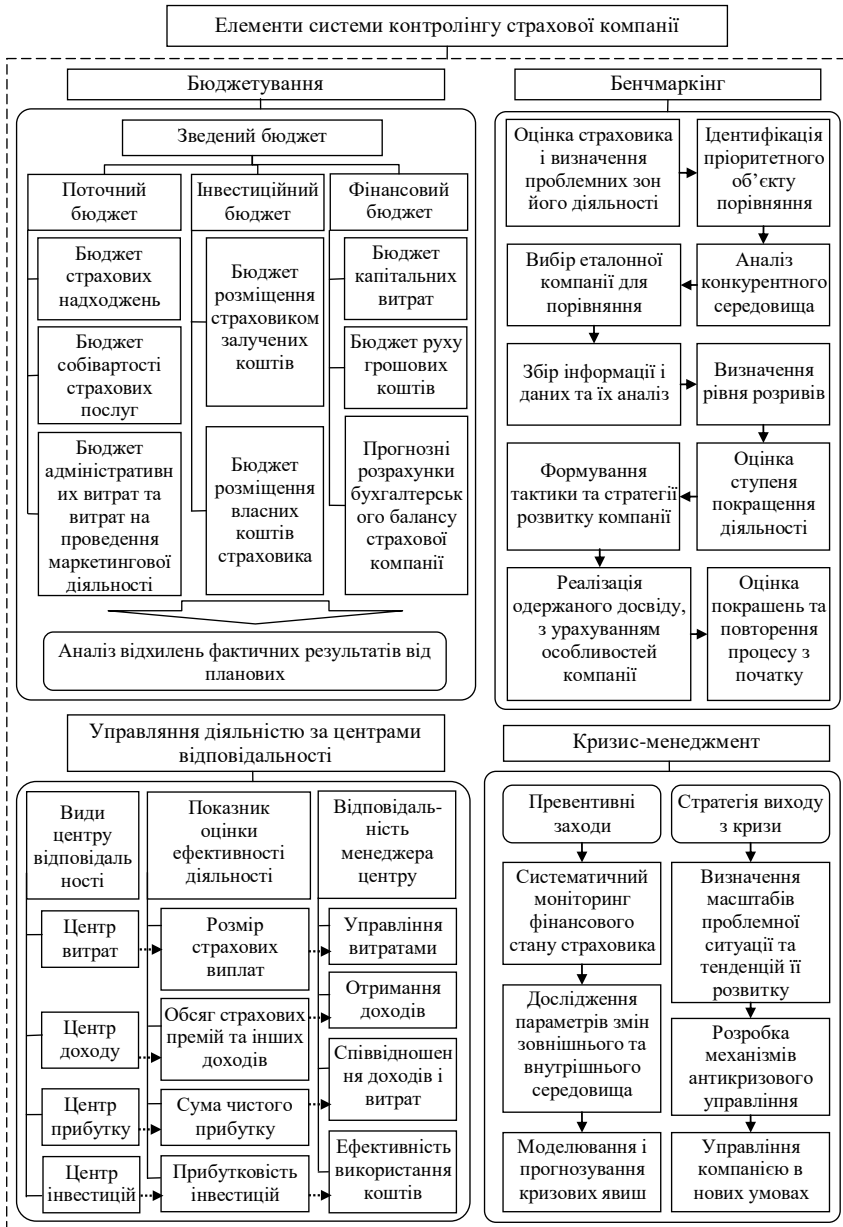 Елементи системи контролінгу страхової компанії
Бюджетування
Зведений бюджет
Поточний
бюджет
Інвестиційний
бюджет
Фінансовий
бюджет
Бюджет
страхових
надходжень
Бюджет
собівартості
страхових
послуг
Бюджет
адміністративн
их витрат та
витрат на
проведення
маркетингової
діяльності
Бюджет
розміщення
страховиком
залучених
коштів
Бюджет
розміщення
власних
коштів
страховика
Бюджет
капітальних
витрат
Бюджет руху
грошових
коштів
Прогнозні
розрахунки
бухгалтерськ
ого балансу
страхової
компанії
Аналіз відхилень фактичних результатів від
планових
Бенчмаркінг
Оцінка страховика
і визначення
проблемних зон
його діяльності
Ідентифікація
пріоритетного
об’єкту
порівняння
Вибір еталонної
компанії для
порівняння
Аналіз
конкурентного
середовища
Збір інформації і
даних та їх аналіз
Визначення
рівня розривів
Формування
тактики та стратегії
розвитку компанії
Оцінка
ступеня
покращення
діяльності
Реалізація
одержаного досвіду,
з урахуванням
особливостей
компанії
Оцінка
покрашень та
повторення
процесу з
початку
Управляння діяльністю за центрами
відповідальності
Види
центру
відповідаль
ності
Показник
оцінки
ефективності
діяльності
Відповідаль-
ність
менеджера
центру
Центр
витрат
Розмір
страхових
виплат
Управління
витратами
Центр
доходу
Обсяг страхових
премій та інших
доходів
Отримання
доходів
Центр
прибутку
Сума чистого
прибутку
Співвідношен
ня доходів і
витрат
Центр
інвестицій
Прибутковість
інвестицій
Ефективність
використання
коштів
Кризис-менеджмент
Превентивні
заходи
Систематичний
моніторинг
фінансового
стану страховика
Дослідження
параметрів змін
зовнішнього та
внутрішнього
середовища
Моделювання і
прогнозування
кризових явиш
Стратегія виходу
з кризи
Визначення
масштабів
проблемної
ситуації та
тенденцій її
розвитку
Розробка
механізмів
антикризового
управління
Управління
компанією в
нових умовах